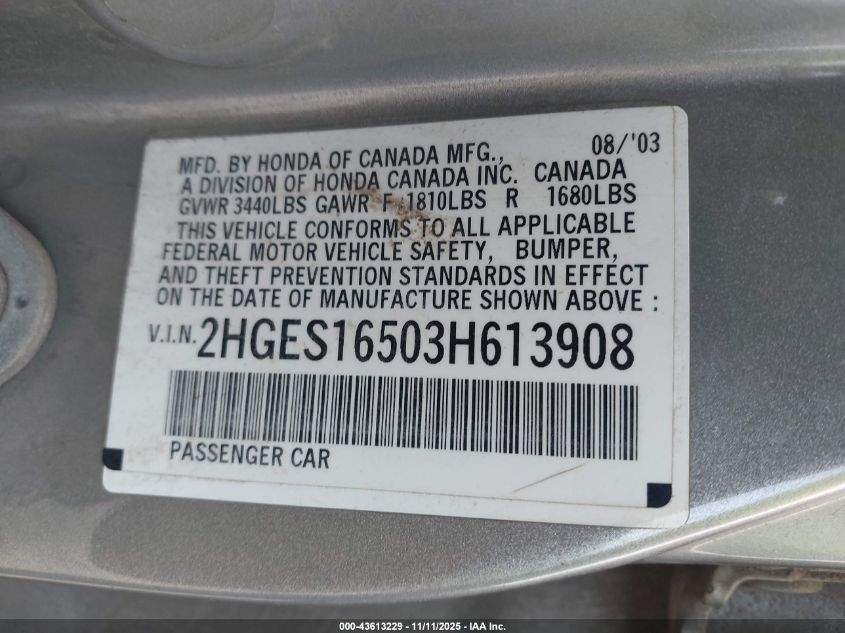 08/'03
MFD. BY HONDA OF CANADA MFG.,
A DIVISION OF HONDA CANADA INC. CANADA
GVWR 3440LBS GAWR F 1810LBS R 1680LBS
THIS VEHICLE CONFORMS TO ALL APPLICABLE
FEDERAL MOTOR VEHICLE SAFETY, BUMPER,
AND THEFT PREVENTION STANDARDS IN EFFECT
ON THE DATE OF MANUFACTURE SHOWN ABOVE :
V.I.N. 2HGES16503H613908
PASSENGER CAR
000-43613229 - 11/11/2025 - IAA Inc.